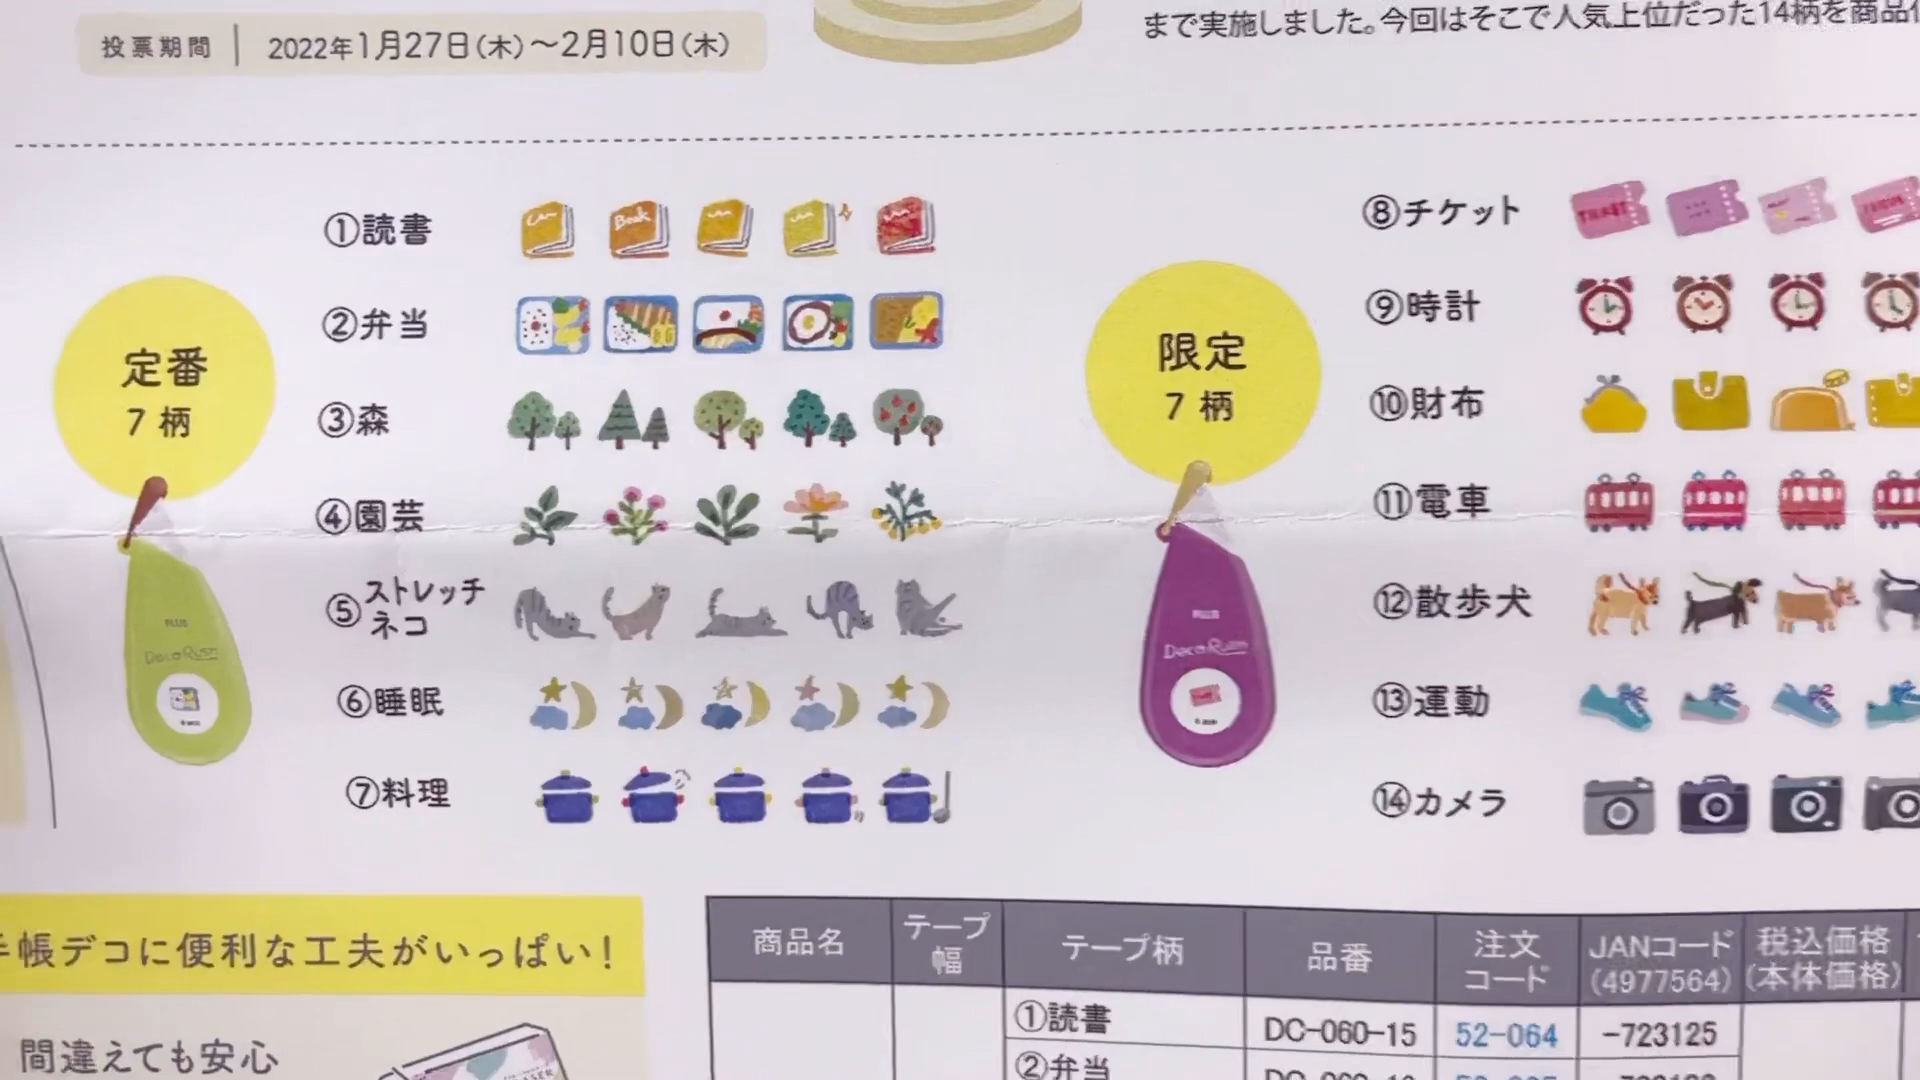 投票期間 2022年1月27日(木)〜2月10日(木)
まで実施しました。今回はそこで人気上位だった14柄を商品化
定番
7 柄
①読書
Book
②弁当
③森
④園芸
⑤ストレッチ
ネコ
⑥睡眠
⑦料理
PLUS
DecoRush
限定
7 柄
⑧チケット
TICKET
⑨時計
⑩財布
⑪電車
⑫散歩犬
⑬運動
⑭カメラ
PLUS
DecoRush
手帳デコに便利な工夫がいっぱい!
間違えても安心
商品名 テープ幅 テープ柄 品番 注文コード JANコード(4977564) 税込価格(本体価格)
①読書 DC-060-15 52-064 -723125
②弁当